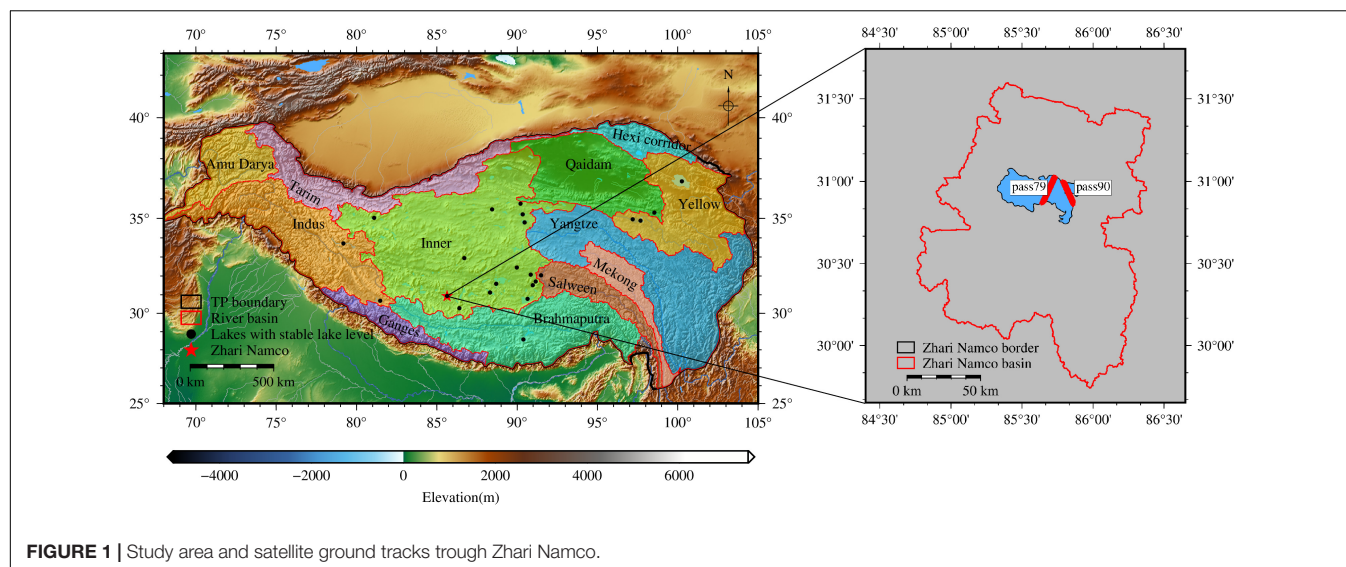 70° 75° 80° 85° 90° 95° 100° 105°
40° 40°
35° 35°
30° 30°
25° 25°
70° 75° 80° 85° 90° 95° 100° 105°
N
Amu Darya
Tarim
Hexi corridor
Qaidam
Yellow
Indus
Inner
Yangtze
Mekong
Salween
Ganges
Brahmaputra
TP boundary
River basin
Lakes with stable lake level
Zhari Namco
0 km 500 km
−4000 −2000 0 2000 4000 6000
Elevation(m)
84°30' 85°00' 85°30' 86°00' 86°30'
31°30' 31°30'
31°00' 31°00'
30°30' 30°30'
30°00' 30°00'
pass79 pass90
Zhari Namco border
Zhari Namco basin
0 km 50 km
84°30' 85°00' 85°30' 86°00' 86°30'
FIGURE 1 | Study area and satellite ground tracks trough Zhari Namco.